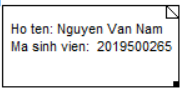 Ho ten: Nguyen Van Nam
Ma sinh vien: 2019500265